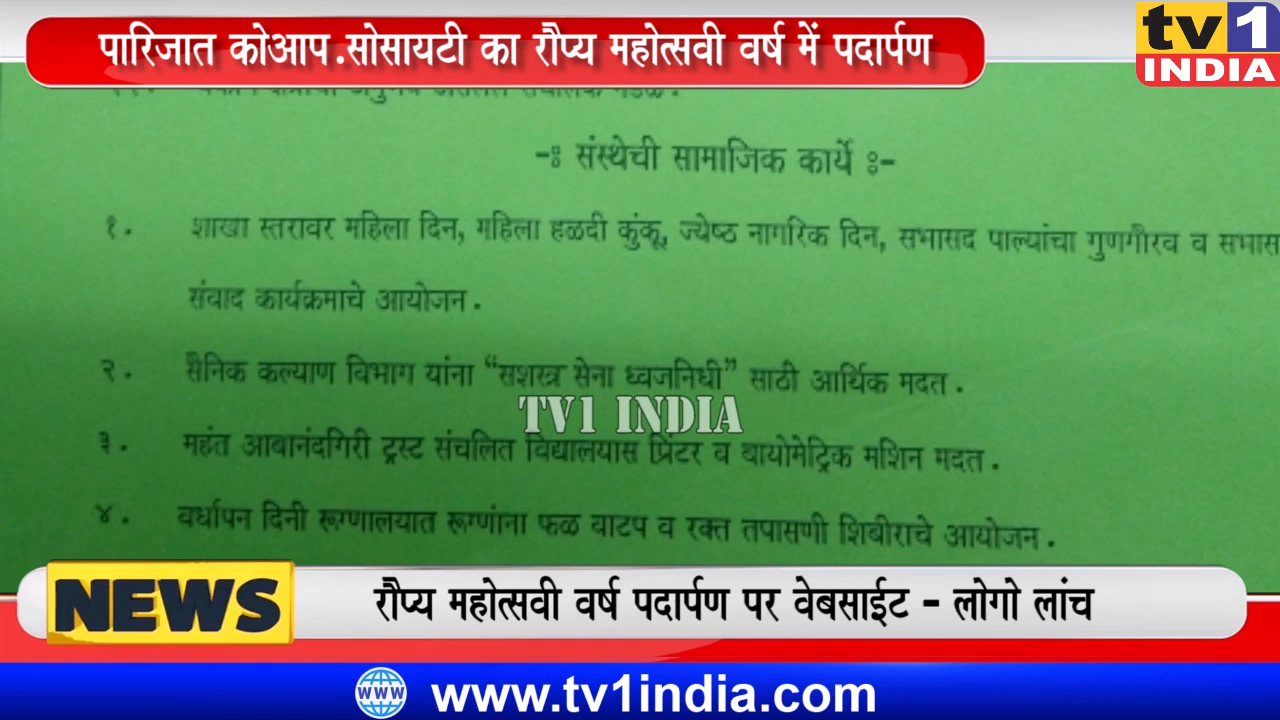 पारिजात कोआप.सोसायटी का रौप्य महोत्सवी वर्ष में पदार्पण
tv1
INDIA
-ः संस्थेची सामाजिक कार्ये ः-
१. शाखा स्तरावर महिला दिन, महिला हळदी कुंकू, ज्येष्ठ नागरिक दिन, सभासद पाल्यांचा गुणगौरव व सभास
संवाद कार्यक्रमाचे आयोजन.
२. सैनिक कल्याण विभाग यांना “सशस्त्र सेना ध्वजनिधी” साठी आर्थिक मदत.
TV1 INDIA
३. महंत आबानंदगिरी ट्रस्ट संचलित विद्यालयास प्रिंटर व बायोमेट्रिक मशिन मदत.
४. वर्धापन दिनी रूग्णालयात रूग्णांना फळ वाटप व रक्त तपासणी शिबीराचे आयोजन.
NEWS
रौप्य महोत्सवी वर्ष पदार्पण पर वेबसाईट - लोगो लांच
www
www.tv1india.com